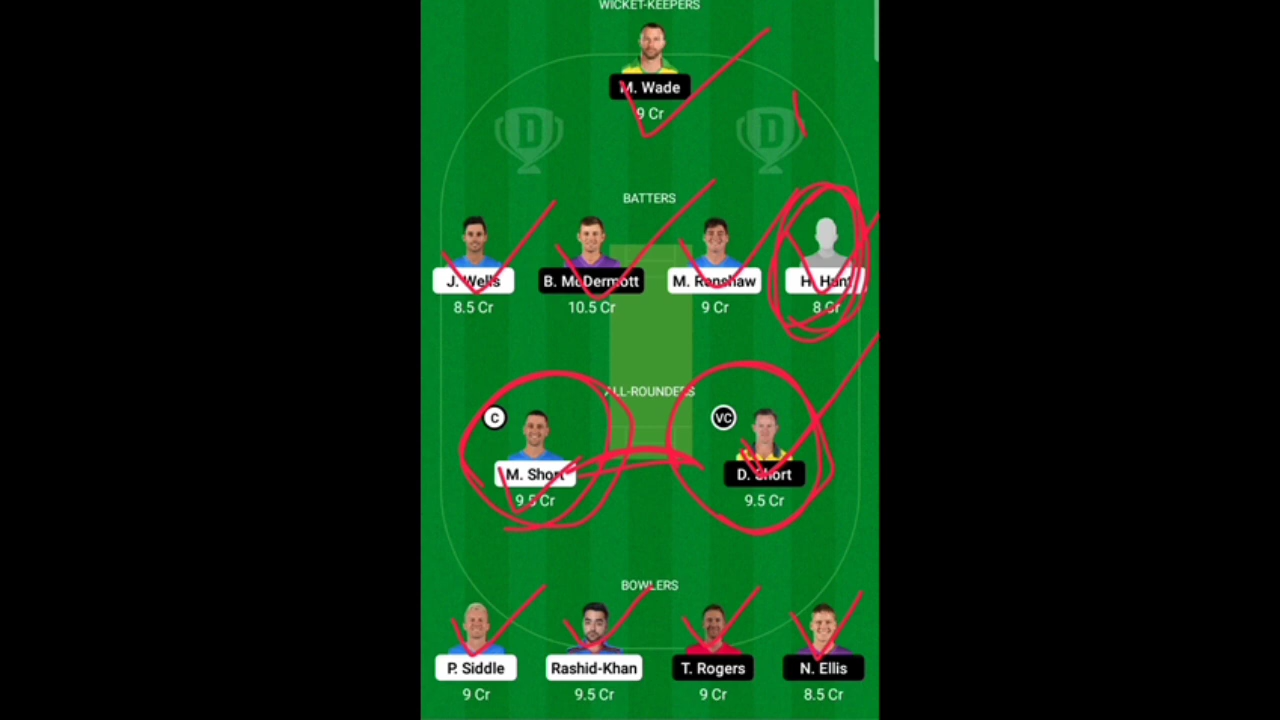 WICKET-KEEPERS
M. Wade
9 Cr
D D
BATTERS
J. Wells B. McDermott M. Renshaw H. Hunt
8.5 Cr 10.5 Cr 9 Cr 8 Cr
ALL-ROUNDERS
C VC
M. Short D. Short
9.5 Cr 9.5 Cr
BOWLERS
P. Siddle Rashid-Khan T. Rogers N. Ellis
9 Cr 9.5 Cr 9 Cr 8.5 Cr